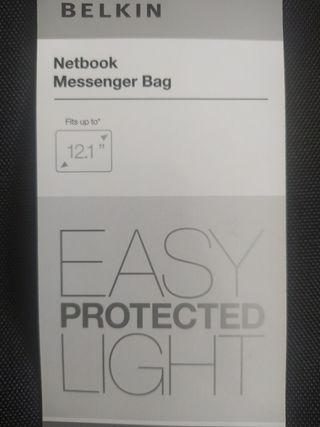 BELKIN
Netbook
Messenger Bag
Fits up to*
12.1"
EASY
PROTECTED
LIGHT